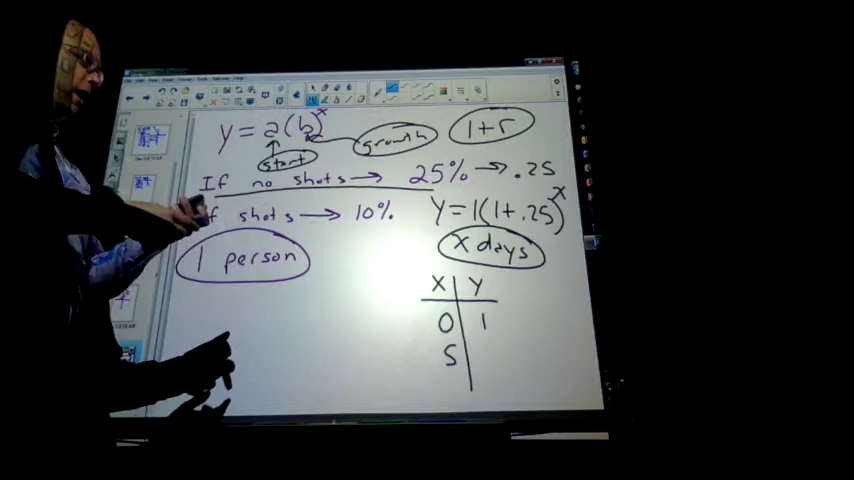 y = a(b)^x
start
growth
1+r
If no shots → 25% → .25
If shots → 10%
y = 1(1+.25)^x
1 person
x days
x | y
0 | 1
5 |